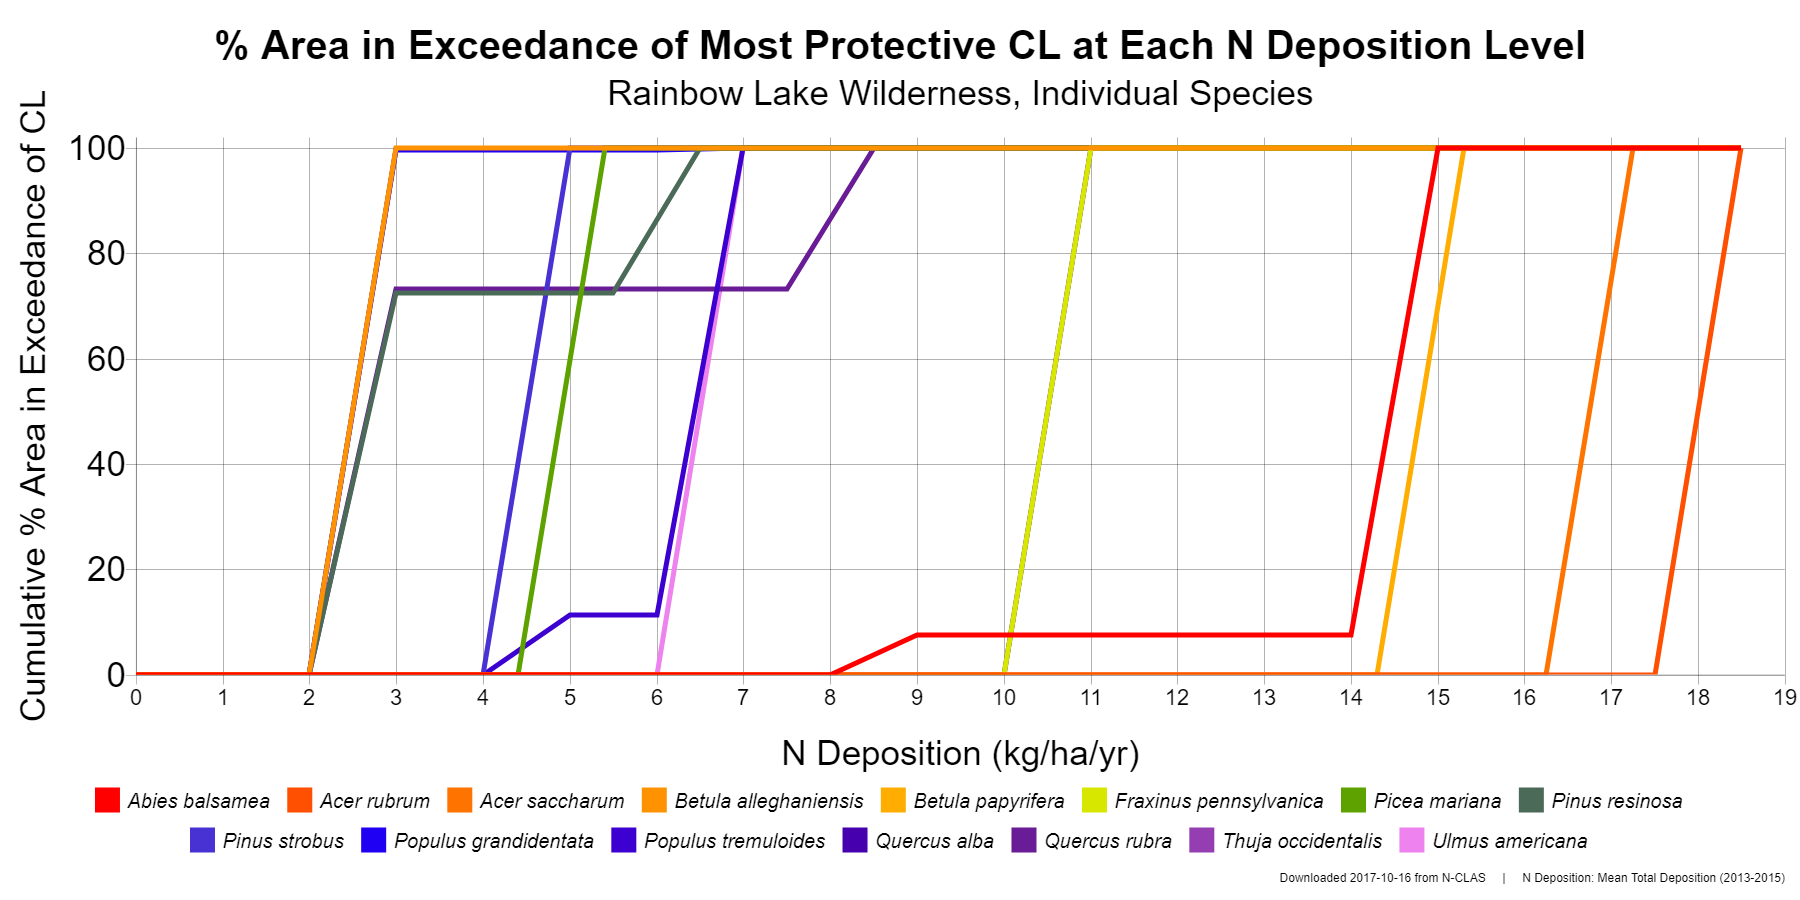 % Area in Exceedance of Most Protective CL at Each N Deposition Level
Rainbow Lake Wilderness, Individual Species
Cumulative % Area in Exceedance of CL
100
80
60
40
20
0
0 1 2 3 4 5 6 7 8 9 10 11 12 13 14 15 16 17 18 19
N Deposition (kg/ha/yr)
Abies balsamea Acer rubrum Acer saccharum Betula alleghaniensis Betula papyrifera Fraxinus pennsylvanica Picea mariana Pinus resinosa
Pinus strobus Populus grandidentata Populus tremuloides Quercus alba Quercus rubra Thuja occidentalis Ulmus americana
Downloaded 2017-10-16 from N-CLAS | N Deposition: Mean Total Deposition (2013-2015)